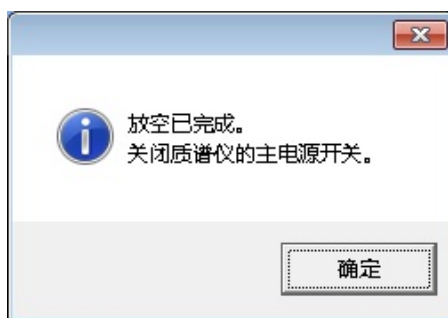 放空已完成。
关闭质谱仪的主电源开关。
确定